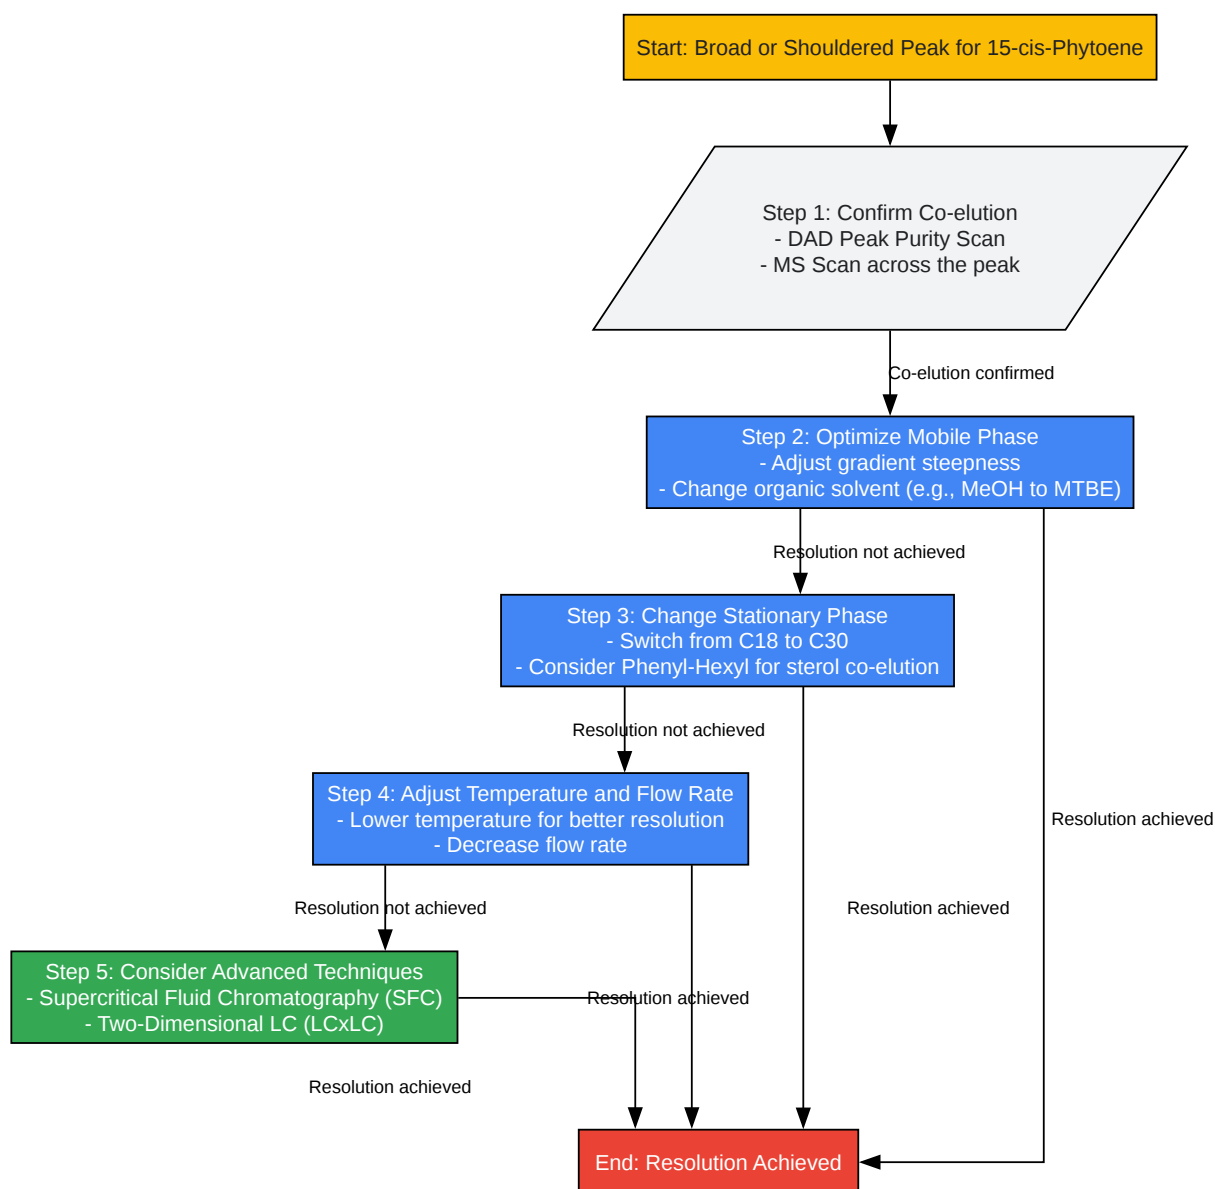 Start: Broad or Shouldered Peak for 15-cis-Phytoene
Step 1: Confirm Co-elution
- DAD Peak Purity Scan
- MS Scan across the peak
Co-elution confirmed
Step 2: Optimize Mobile Phase
- Adjust gradient steepness
- Change organic solvent (e.g., MeOH to MTBE)
Resolution not achieved
Step 3: Change Stationary Phase
- Switch from C18 to C30
- Consider Phenyl-Hexyl for sterol co-elution
Resolution not achieved
Step 4: Adjust Temperature and Flow Rate
- Lower temperature for better resolution
- Decrease flow rate
Resolution achieved
Resolution not achieved
Resolution achieved
Step 5: Consider Advanced Techniques
- Supercritical Fluid Chromatography (SFC)
- Two-Dimensional LC (LCxLC)
Resolution achieved
Resolution achieved
End: Resolution Achieved